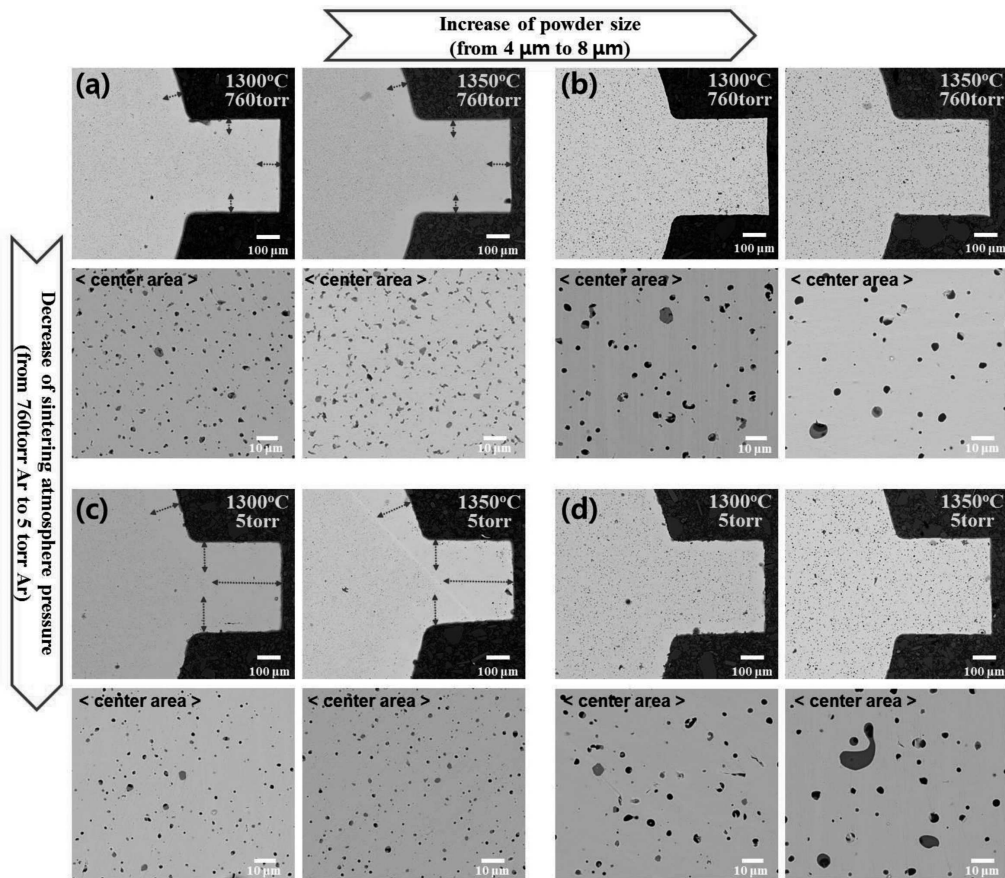 Increase of powder size
(from 4 μm to 8 μm)
Decrease of sintering atmosphere pressure
(from 760torr Ar to 5 torr Ar)
(a)
1300°C
760torr
100 μm
1350°C
760torr
100 μm
(b)
1300°C
760torr
100 μm
1350°C
760torr
100 μm
< center area >
10 μm
< center area >
10 μm
< center area >
10 μm
< center area >
10 μm
(c)
1300°C
5torr
100 μm
1350°C
5torr
100 μm
(d)
1300°C
5torr
100 μm
1350°C
5torr
100 μm
< center area >
10 μm
< center area >
10 μm
< center area >
10 μm
< center area >
10 μm